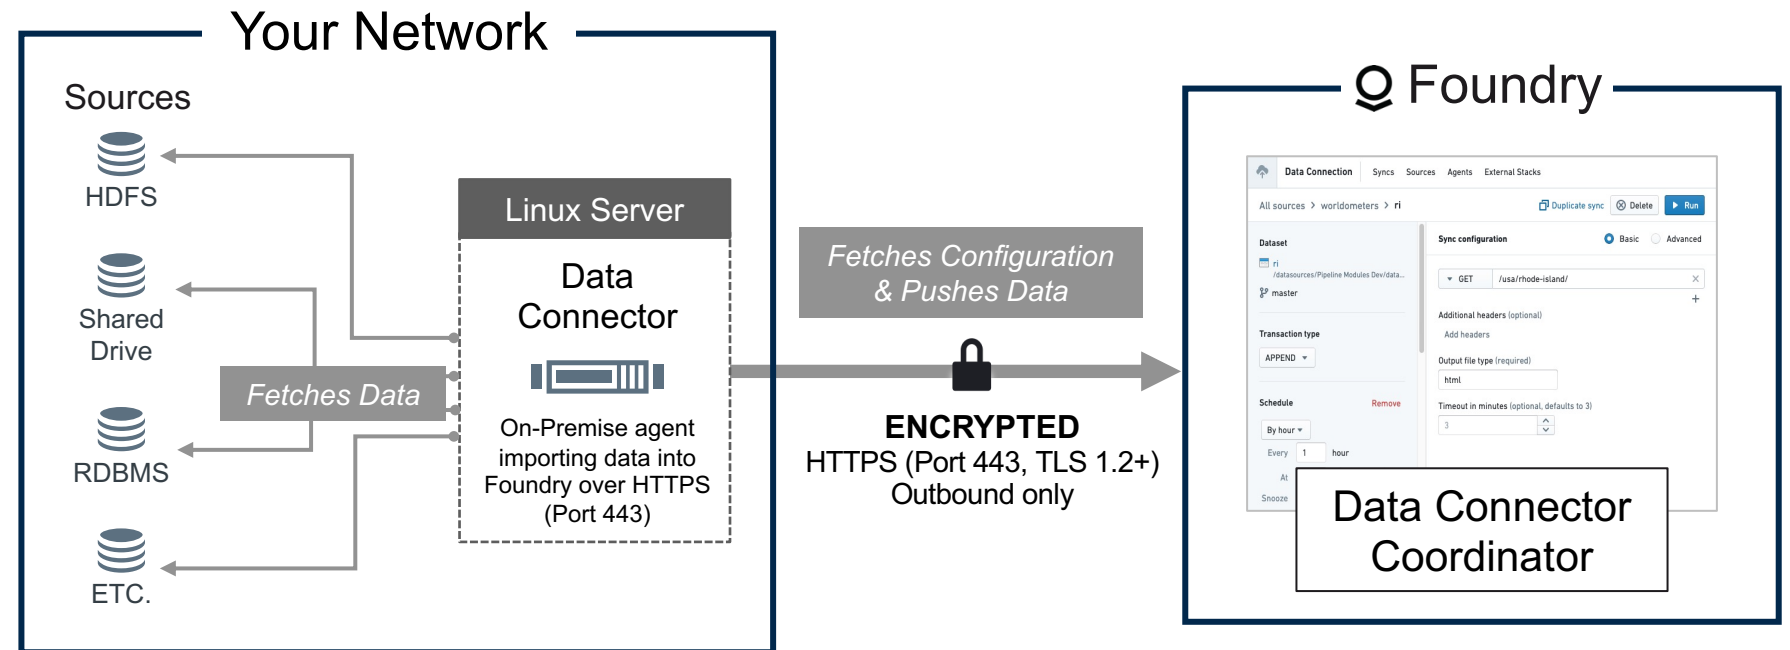 Your Network
Sources
HDFS
Shared
Drive
RDBMS
ETC.
Fetches Data
Linux Server
Data
Connector
On-Premise agent
importing data into
Foundry over HTTPS
(Port 443)
Fetches Configuration
& Pushes Data
ENCRYPTED
HTTPS (Port 443, TLS 1.2+)
Outbound only
Foundry
Data Connection Syncs Sources Agents External Stacks
All sources > worldometers > ri Duplicate sync Delete Run
Dataset
ri
/datasources/Pipeline Modules Dev/data...
master
Transaction type
APPEND
Schedule Remove
By hour
Every 1 hour
At
Snooze
Sync configuration Basic Advanced
GET /usa/rhode-island/
+
Additional headers (optional)
Add headers
Output file type (required)
html
Timeout in minutes (optional, defaults to 3)
3
Data Connector
Coordinator